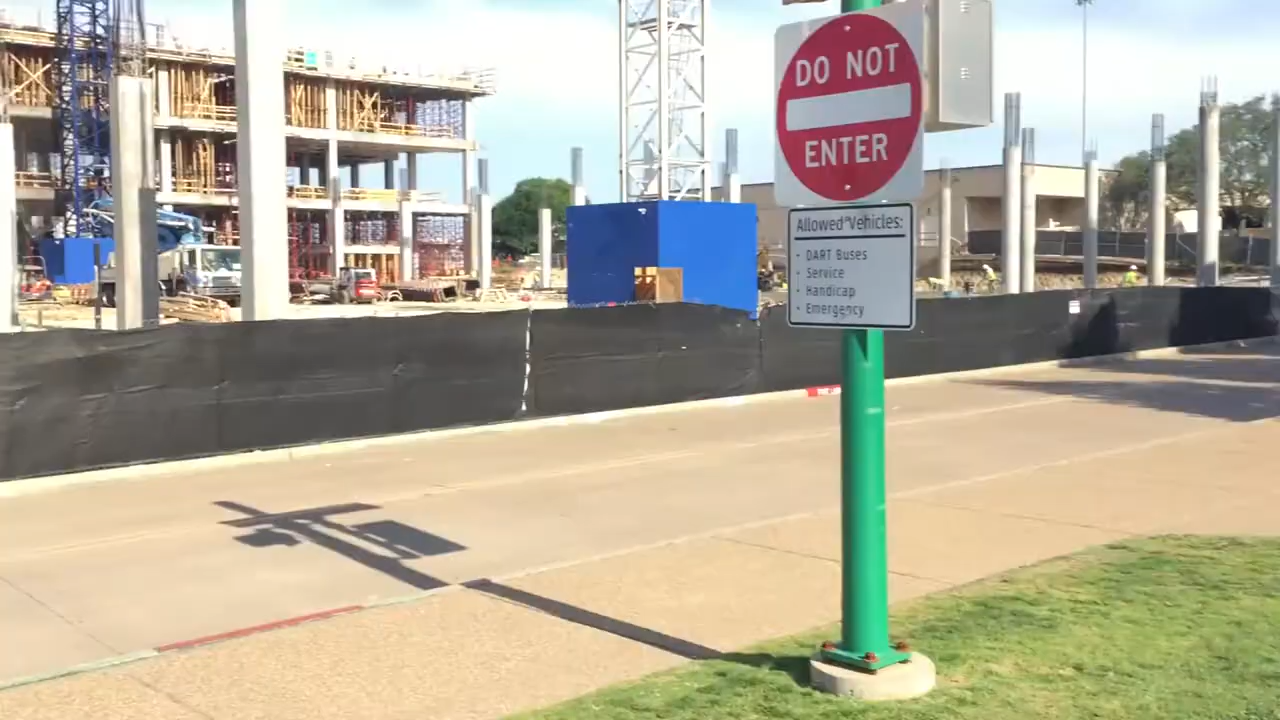 DO NOT
ENTER
Allowed Vehicles:
• DART Buses
• Service
• Handicap
• Emergency